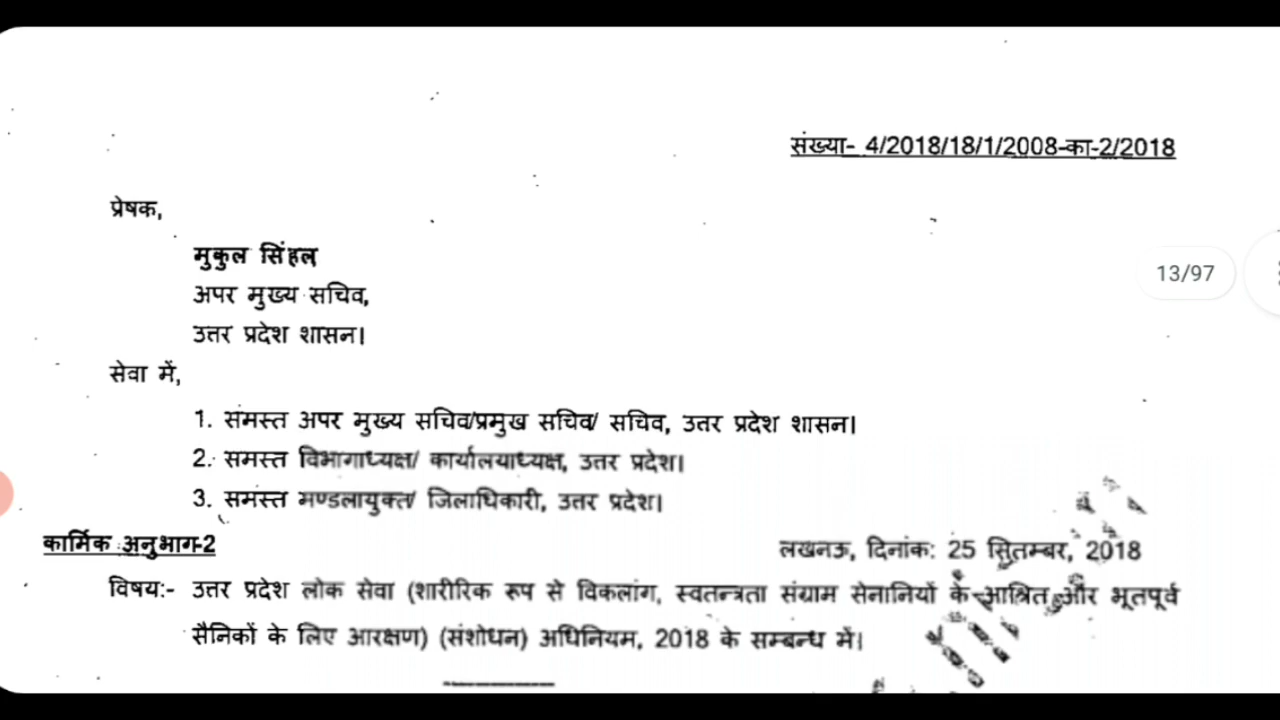 संख्या- 4/2018/18/1/2008-का-2/2018
प्रेषक,
मुकुल सिंहल
अपर मुख्य सचिव,
13/97
उत्तर प्रदेश शासन।
सेवा में,
1. समस्त अपर मुख्य सचिव/प्रमुख सचिव/ सचिव, उत्तर प्रदेश शासन।
2. समस्त विभागाध्यक्ष/ कार्यालयाध्यक्ष, उत्तर प्रदेश।
3. समस्त मण्डलायुक्त/ जिलाधिकारी, उत्तर प्रदेश।
कार्मिक अनुभाग-2 लखनऊ, दिनांक: 25 सितम्बर, 2018
विषय:- उत्तर प्रदेश लोक सेवा (शारीरिक रूप से विकलांग, स्वतन्त्रता संग्राम सेनानियों के आश्रित और भूतपूर्व
सैनिकों के लिए आरक्षण) (संशोधन) अधिनियम, 2018 के सम्बन्ध में।